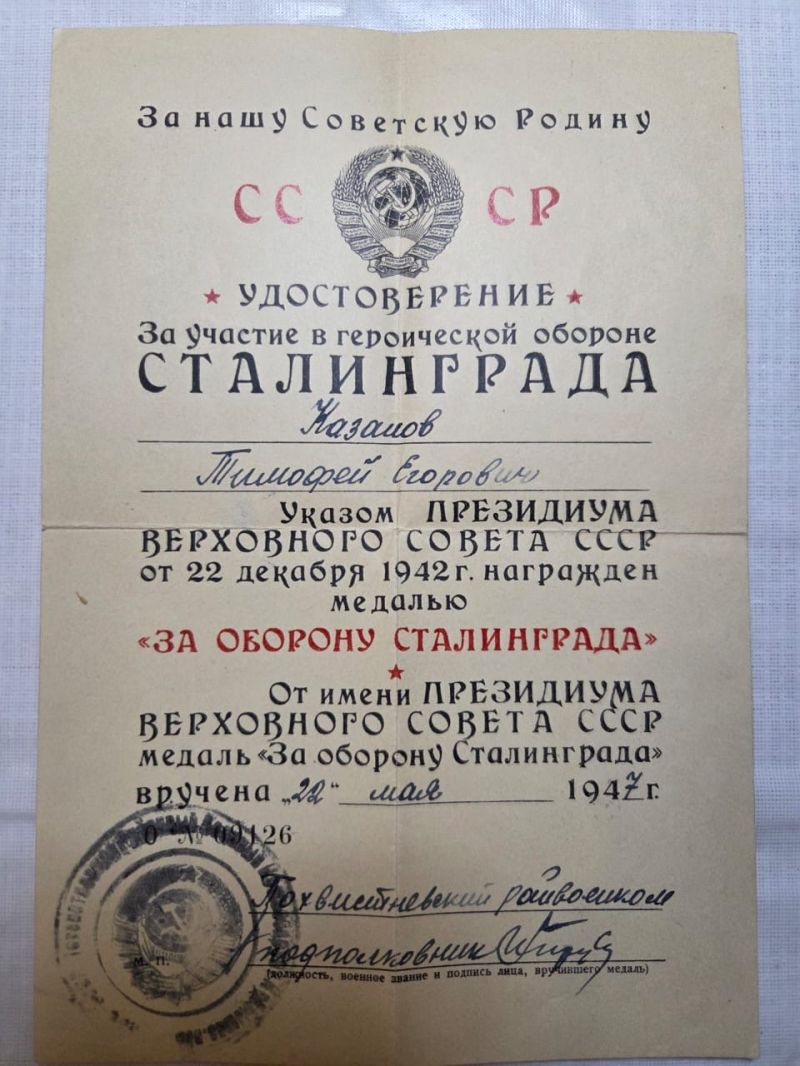 За нашу Советскую Родину
СС СР
УДОСТОВЕРЕНИЕ
За участие в героической обороне
СТАЛИНГРАДА
Казаков
Тимофей Егорович
Указом ПРЕЗИДИУМА
ВЕРХОВНОГО СОВЕТА СССР
от 22 декабря 1942 г. награжден
медалью
«ЗА ОБОРОНУ СТАЛИНГРАДА»
От имени ПРЕЗИДИУМА
ВЕРХОВНОГО СОВЕТА СССР
медаль «За оборону Сталинграда»
вручена „22" мая 1947 г.
О № 09126
Похвистневский райвоенком
подполковник
М. П.
(должность, военное звание и подпись лица, вручившего медаль)